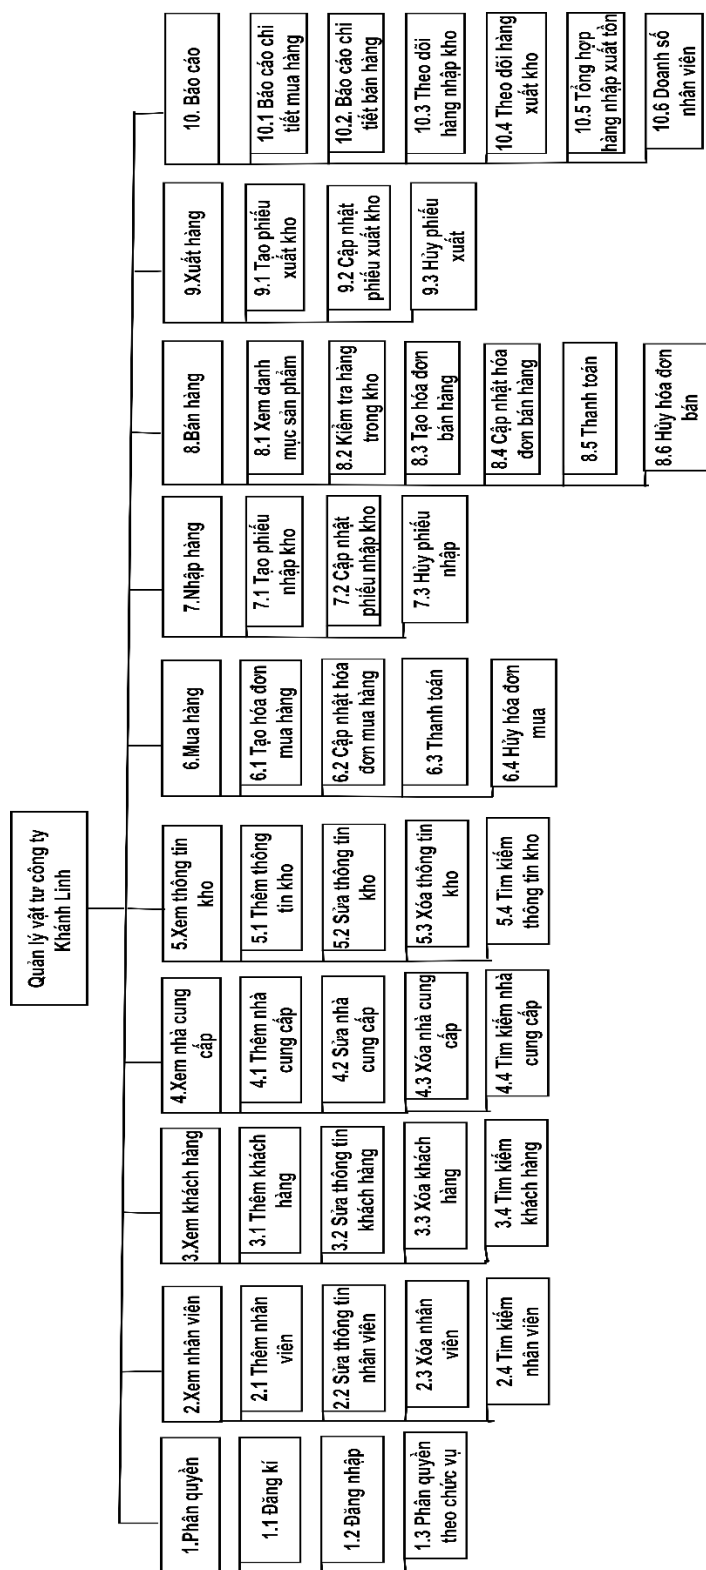 Quản lý vật tư công ty
Khánh Linh
1.Phân quyền
1.1 Đăng kí
1.2 Đăng nhập
1.3 Phân quyền
theo chức vụ
2.Xem nhân viên
2.1 Thêm nhân
viên
2.2 Sửa thông tin
nhân viên
2.3 Xóa nhân
viên
2.4 Tìm kiếm
nhân viên
3.Xem khách hàng
3.1 Thêm khách
hàng
3.2 Sửa thông tin
khách hàng
3.3 Xóa khách
hàng
3.4 Tìm kiếm
khách hàng
4.Xem nhà cung
cấp
4.1 Thêm nhà
cung cấp
4.2 Sửa nhà
cung cấp
4.3 Xóa nhà cung
cấp
4.4 Tìm kiếm nhà
cung cấp
5.Xem thông tin
kho
5.1 Thêm thông
tin kho
5.2 Sửa thông tin
kho
5.3 Xóa thông tin
kho
5.4 Tìm kiếm
thông tin kho
6.Mua hàng
6.1 Tạo hóa đơn
mua hàng
6.2 Cập nhật hóa
đơn mua hàng
6.3 Thanh toán
6.4 Hủy hóa đơn
mua
7.Nhập hàng
7.1 Tạo phiếu
nhập kho
7.2 Cập nhật
phiếu nhập kho
7.3 Hủy phiếu
nhập
8.Bán hàng
8.1 Xem danh
mục sản phẩm
8.2 Kiểm tra hàng
trong kho
8.3 Tạo hóa đơn
bán hàng
8.4 Cập nhật hóa
đơn bán hàng
8.5 Thanh toán
8.6 Hủy hóa đơn
bán
9.Xuất hàng
9.1 Tạo phiếu
xuất kho
9.2 Cập nhật
phiếu xuất kho
9.3 Hủy phiếu
xuất
10. Báo cáo
10.1 Báo cáo chi
tiết mua hàng
10.2. Báo cáo chi
tiết bán hàng
10.3 Theo dõi
hàng nhập kho
10.4 Theo dõi hàng
xuất kho
10.5 Tổng hợp
hàng nhập xuất tồn
10.6 Doanh số
nhân viên